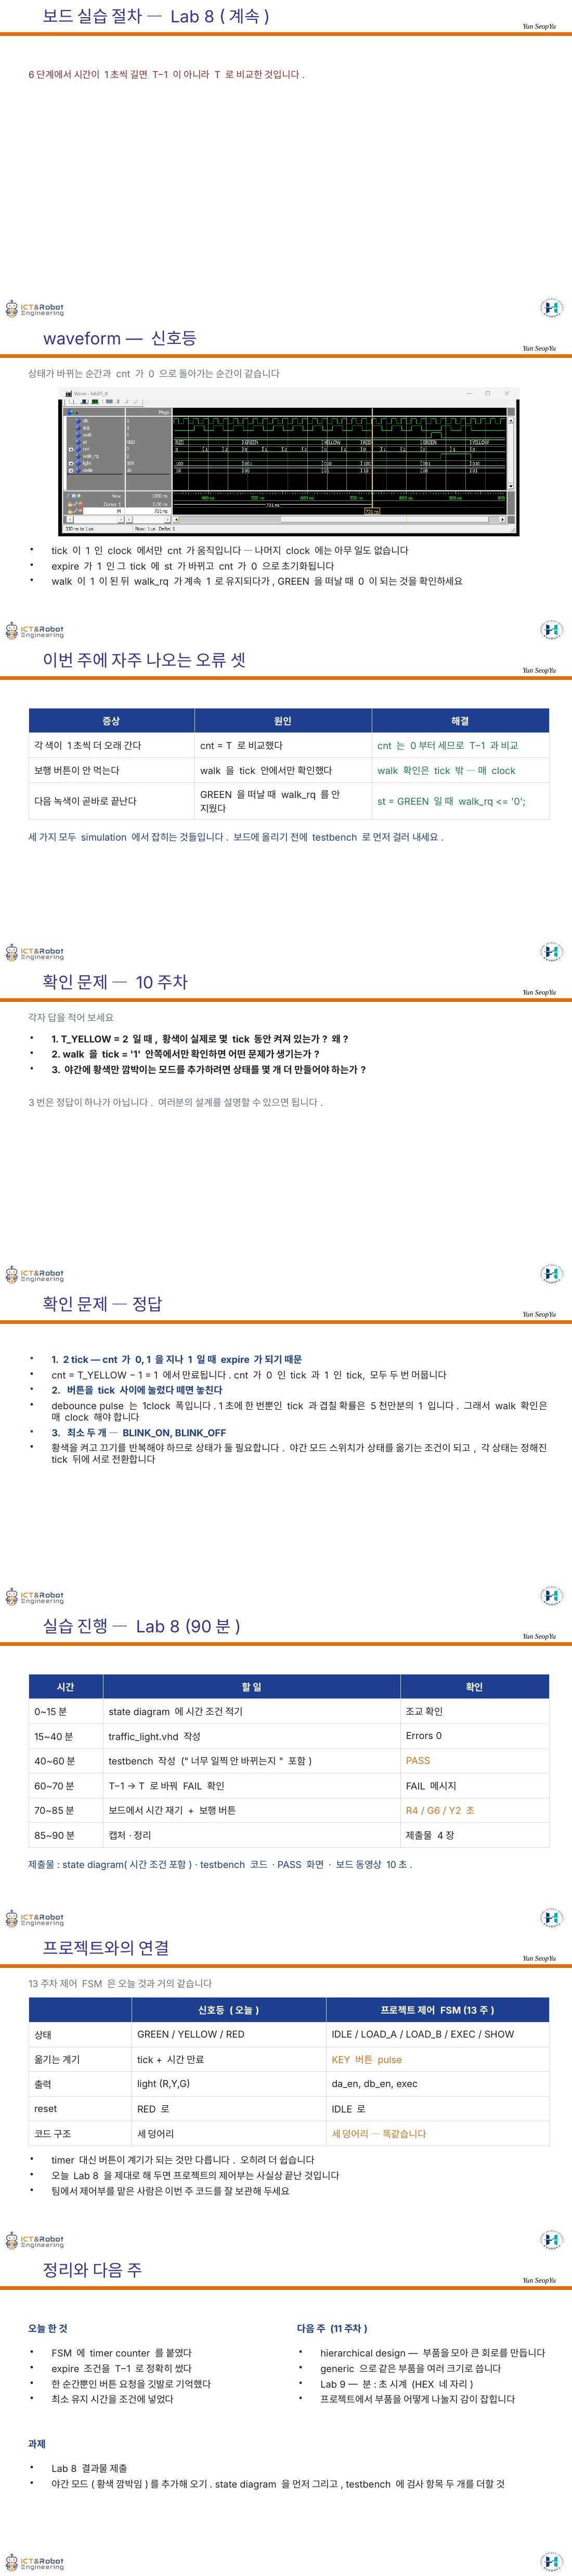 보드 실습 절차 — Lab 8 ( 계속 )
Yun SeopYu
6 단계에서 시간이 1초씩 길면 T−1 이 아니라 T 로 비교한 것입니다 .
ICT&Robot
Engineering
waveform — 신호등
Yun SeopYu
상태가 바뀌는 순간과 cnt 가 0 으로 돌아가는 순간이 같습니다
Msgs
Now
Cursor 1
400 ns
500 ns
600 ns
700 ns
800 ns
900 ns
731 ns
• tick 이 1 인 clock 에서만 cnt 가 움직입니다 — 나머지 clock 에는 아무 일도 없습니다
• expire 가 1 인 그 tick 에 st 가 바뀌고 cnt 가 0 으로 초기화됩니다
• walk 이 1 이 된 뒤 walk_rq 가 계속 1 로 유지되다가 , GREEN 을 떠날 때 0 이 되는 것을 확인하세요
ICT&Robot
Engineering
이번 주에 자주 나오는 오류 셋
Yun SeopYu
증상 원인 해결
각 색이 1초씩 더 오래 간다 cnt = T 로 비교했다 cnt 는 0 부터 세므로 T−1 과 비교
보행 버튼이 안 먹는다 walk 을 tick 안에서만 확인했다 walk 확인은 tick 밖 — 매 clock
다음 녹색이 곧바로 끝난다 GREEN 을 떠날 때 walk_rq 를 안 지웠다 st = GREEN 일 때 walk_rq <= '0';
세 가지 모두 simulation 에서 잡히는 것들입니다 . 보드에 올리기 전에 testbench 로 먼저 걸러 내세요 .
ICT&Robot
Engineering
확인 문제 — 10 주차
Yun SeopYu
각자 답을 적어 보세요
• 1. T_YELLOW = 2 일 때 , 황색이 실제로 몇 tick 동안 켜져 있는가 ? 왜 ?
• 2. walk 을 tick = '1' 안쪽에서만 확인하면 어떤 문제가 생기는가 ?
• 3. 야간에 황색만 깜박이는 모드를 추가하려면 상태를 몇 개 더 만들어야 하는가 ?
3 번은 정답이 하나가 아닙니다 . 여러분의 설계를 설명할 수 있으면 됩니다 .
ICT&Robot
Engineering
확인 문제 — 정답
Yun SeopYu
• 1. 2 tick — cnt 가 0, 1 을 지나 1 일 때 expire 가 되기 때문
• cnt = T_YELLOW − 1 = 1 에서 만료됩니다 . cnt 가 0 인 tick 과 1 인 tick, 모두 두 번 머뭅니다
• 2. 버튼을 tick 사이에 눌렀다 떼면 놓친다
• debounce pulse 는 1clock 폭입니다 . 1 초에 한 번뿐인 tick 과 겹칠 확률은 5 천만분의 1 입니다 . 그래서 walk 확인은
매 clock 해야 합니다
• 3. 최소 두 개 — BLINK_ON, BLINK_OFF
• 황색을 켜고 끄기를 반복해야 하므로 상태가 둘 필요합니다 . 야간 모드 스위치가 상태를 옮기는 조건이 되고 , 각 상태는 정해진
tick 뒤에 서로 전환합니다
ICT&Robot
Engineering
실습 진행 — Lab 8 (90 분 )
Yun SeopYu
시간 할 일 확인
0~15 분 state diagram 에 시간 조건 적기 조교 확인
15~40 분 traffic_light.vhd 작성 Errors 0
40~60 분 testbench 작성 (" 너무 일찍 안 바뀌는지 " 포함 ) PASS
60~70 분 T−1 → T 로 바꿔 FAIL 확인 FAIL 메시지
70~85 분 보드에서 시간 재기 + 보행 버튼 R4 / G6 / Y2 초
85~90 분 캡처 · 정리 제출물 4 장
제출물 : state diagram( 시간 조건 포함 ) · testbench 코드 · PASS 화면 · 보드 동영상 10 초 .
ICT&Robot
Engineering
프로젝트와의 연결
Yun SeopYu
13 주차 제어 FSM 은 오늘 것과 거의 같습니다
신호등 ( 오늘 ) 프로젝트 제어 FSM (13 주 )
상태 GREEN / YELLOW / RED IDLE / LOAD_A / LOAD_B / EXEC / SHOW
옮기는 계기 tick + 시간 만료 KEY 버튼 pulse
출력 light (R,Y,G) da_en, db_en, exec
reset RED 로 IDLE 로
코드 구조 세 덩어리 세 덩어리 — 똑같습니다
• timer 대신 버튼이 계기가 되는 것만 다릅니다 . 오히려 더 쉽습니다
• 오늘 Lab 8 을 제대로 해 두면 프로젝트의 제어부는 사실상 끝난 것입니다
• 팀에서 제어부를 맡은 사람은 이번 주 코드를 잘 보관해 두세요
ICT&Robot
Engineering
정리와 다음 주
Yun SeopYu
오늘 한 것
• FSM 에 timer counter 를 붙였다
• expire 조건을 T−1 로 정확히 썼다
• 한 순간뿐인 버튼 요청을 깃발로 기억했다
• 최소 유지 시간을 조건에 넣었다
다음 주 (11 주차 )
• hierarchical design — 부품을 모아 큰 회로를 만듭니다
• generic 으로 같은 부품을 여러 크기로 씁니다
• Lab 9 — 분 : 초 시계 (HEX 네 자리 )
• 프로젝트에서 부품을 어떻게 나눌지 감이 잡힙니다
과제
• Lab 8 결과물 제출
• 야간 모드 ( 황색 깜박임 ) 를 추가해 오기 . state diagram 을 먼저 그리고 , testbench 에 검사 항목 두 개를 더할 것
ICT&Robot
Engineering